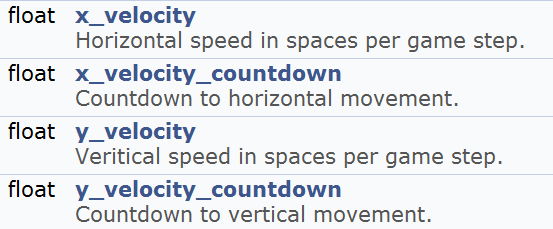 float x_velocity
Horizontal speed in spaces per game step.
float x_velocity_countdown
Countdown to horizontal movement.
float y_velocity
Veritical speed in spaces per game step.
float y_velocity_countdown
Countdown to vertical movement.